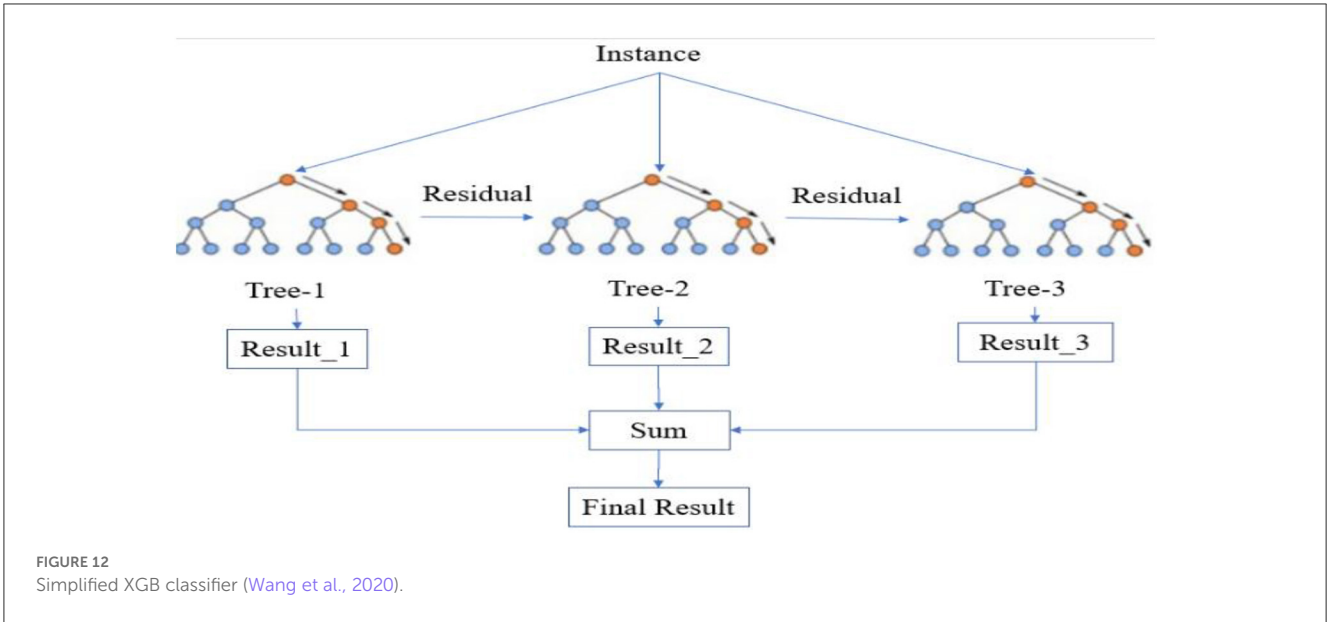 Instance
Residual
Residual
Tree-1
Tree-2
Tree-3
Result_1
Result_2
Result_3
Sum
Final Result
FIGURE 12
Simplified XGB classifier (Wang et al., 2020).